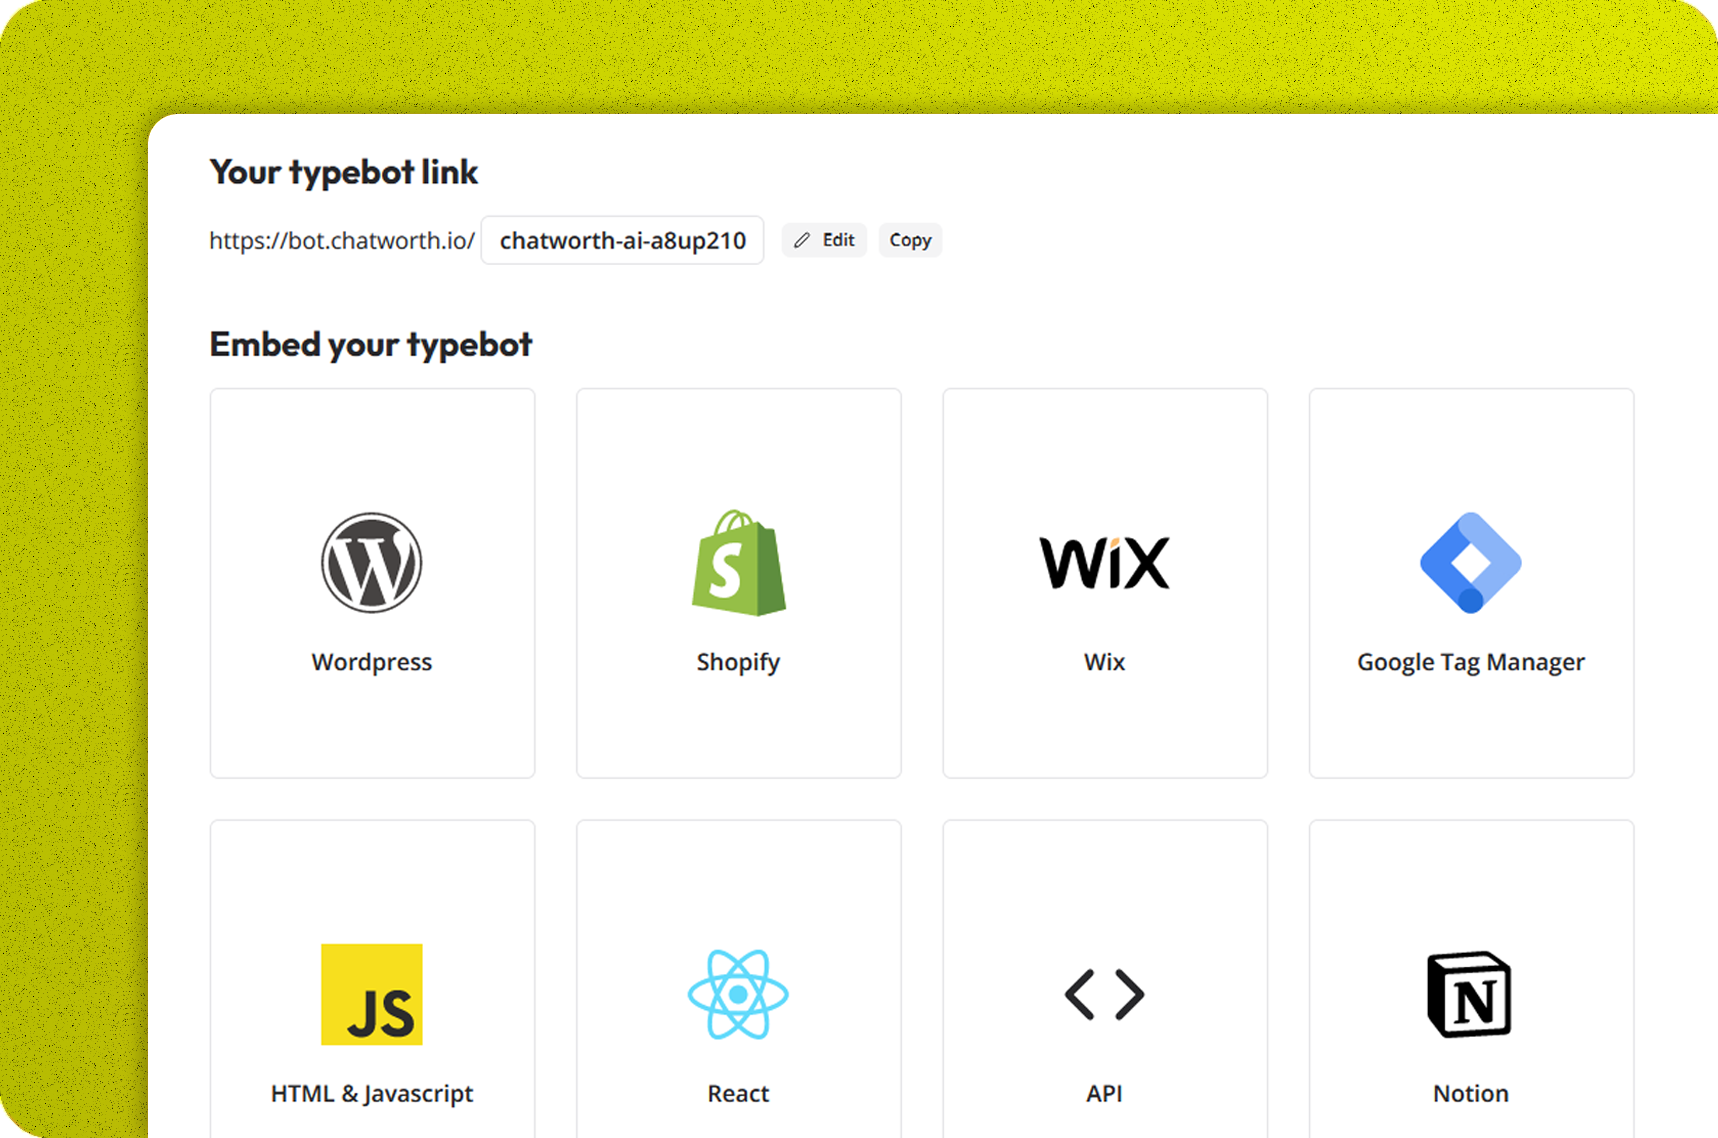 Your typebot link
https://bot.chatworth.io/ chatworth-ai-a8up210 Edit Copy
Embed your typebot
W S WiX
Wordpress Shopify Wix Google Tag Manager
JS N
HTML & Javascript React API Notion